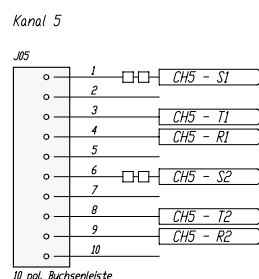 Kanal 5
J05
1 CH5 - S1
2
3 CH5 - T1
4 CH5 - R1
5
6 CH5 - S2
7
8 CH5 - T2
9 CH5 - R2
10
10 pol. Buchsenleiste